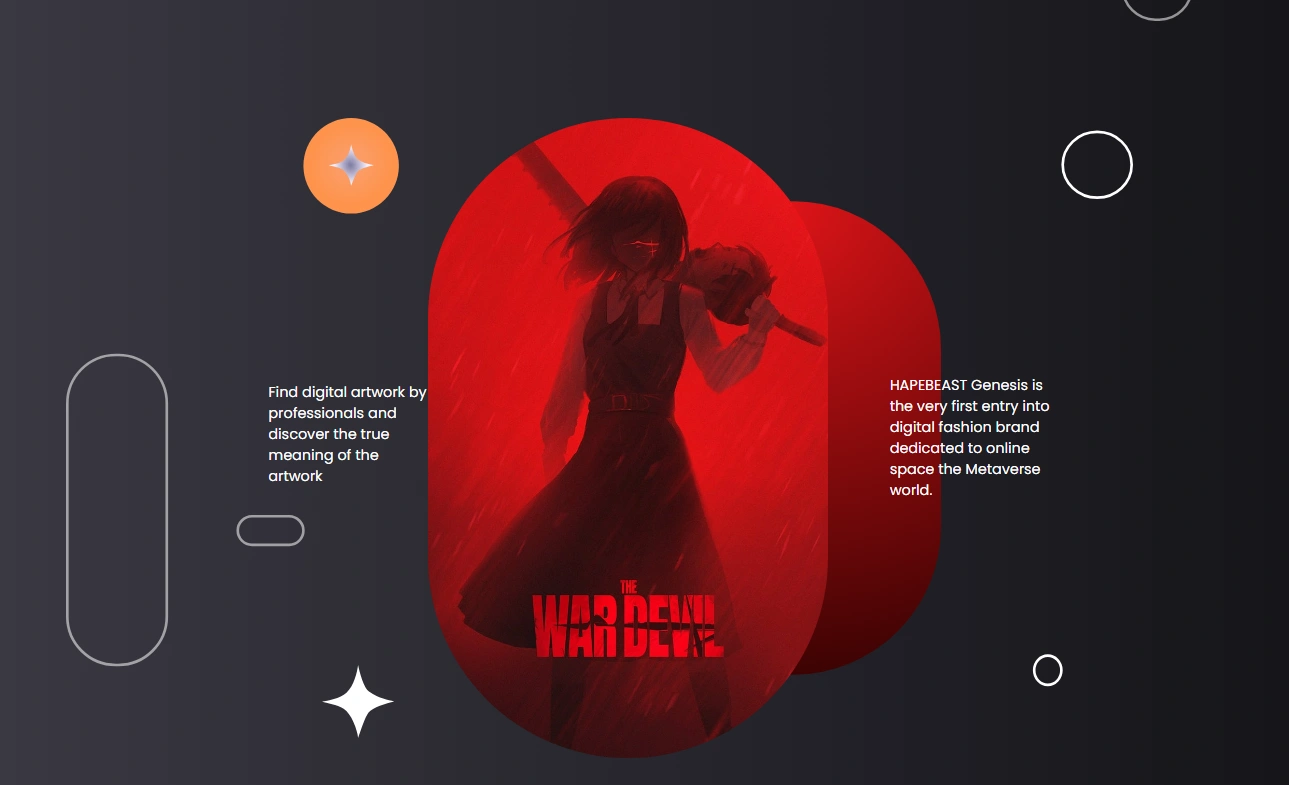 Find digital artwork by
professionals and
discover the true
meaning of the
artwork
THE
WAR DEVIL
HAPEBEAST Genesis is
the very first entry into
digital fashion brand
dedicated to online
space the Metaverse
world.